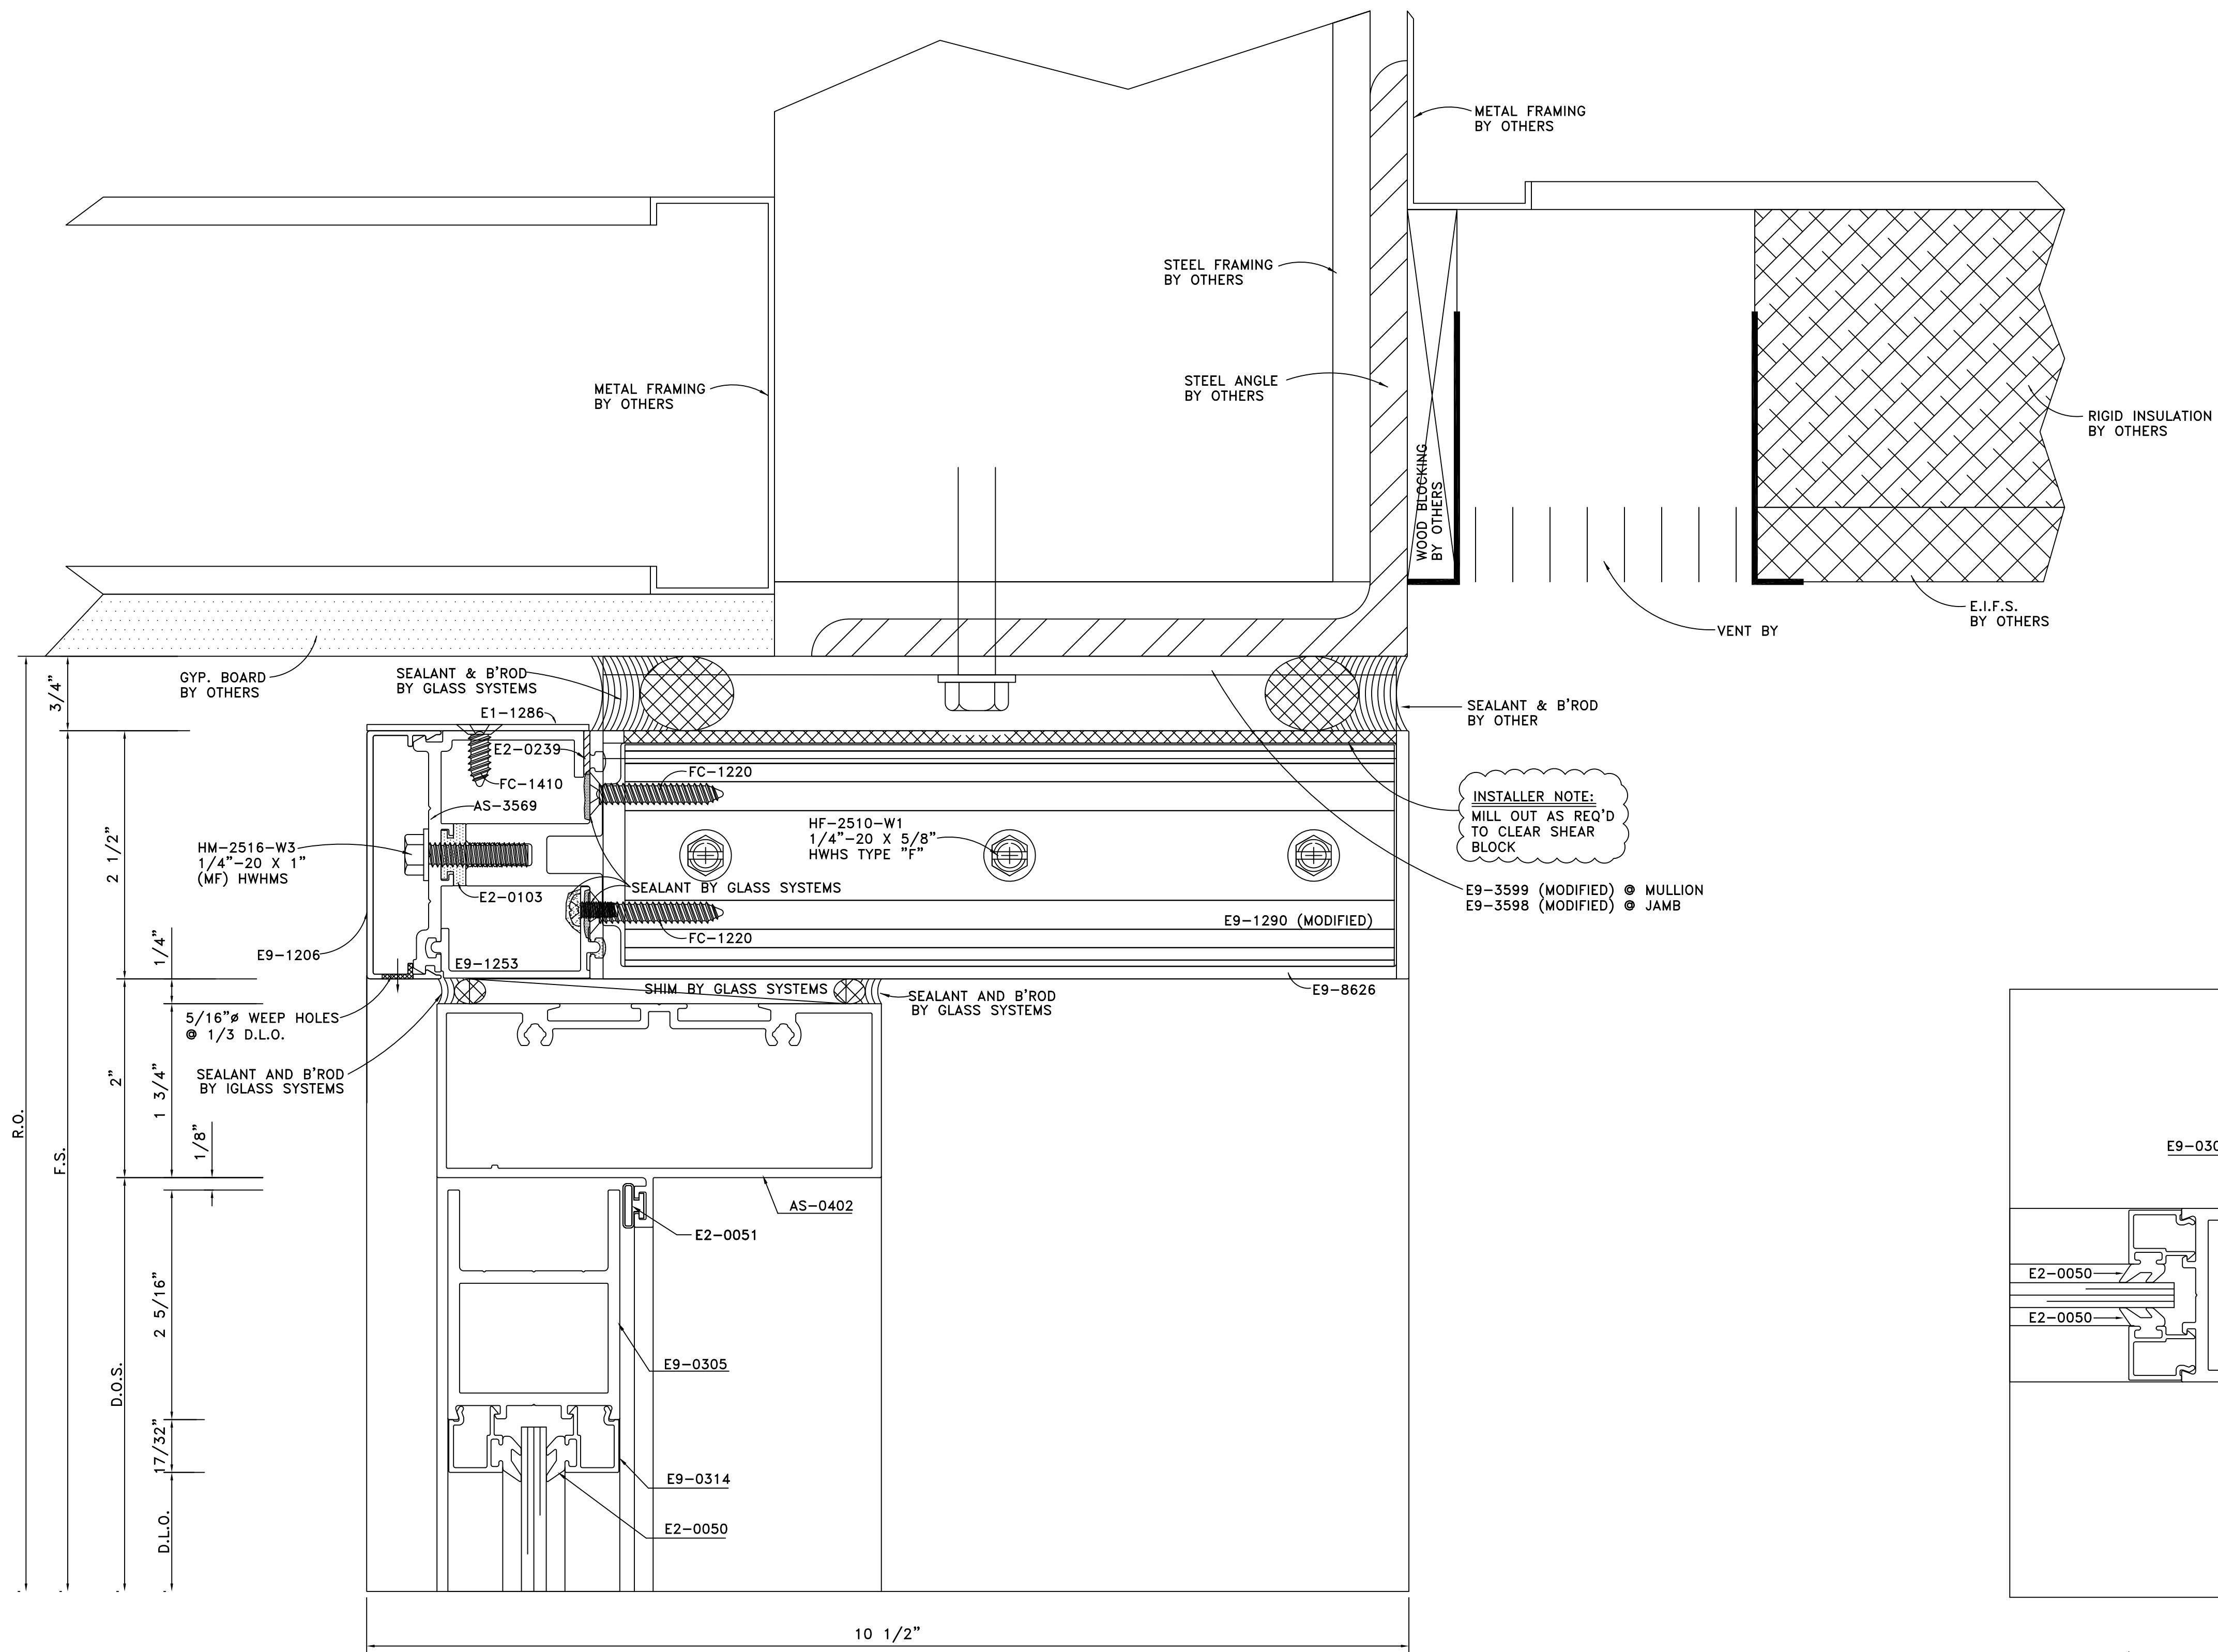 METAL FRAMING
BY OTHERS
STEEL FRAMING
BY OTHERS
METAL FRAMING
BY OTHERS
STEEL ANGLE
BY OTHERS
RIGID INSULATION
BY OTHERS
WOOD BLOCKING
BY OTHERS
E.I.F.S.
BY OTHERS
VENT BY
GYP. BOARD
BY OTHERS
SEALANT & B'ROD
BY GLASS SYSTEMS
3/4"
E1-1286
SEALANT & B'ROD
BY OTHER
E2-0239
FC-1410
FC-1220
AS-3569
INSTALLER NOTE:
MILL OUT AS REQ'D
TO CLEAR SHEAR
BLOCK
HF-2510-W1
1/4"-20 X 5/8"
HWHS TYPE "F"
HM-2516-W3
1/4"-20 X 1"
(MF) HWHMS
2 1/2"
SEALANT BY GLASS SYSTEMS
E2-0103
E9-3599 (MODIFIED) @ MULLION
E9-3598 (MODIFIED) @ JAMB
E9-1290 (MODIFIED)
FC-1220
1/4"
E9-1206
E9-1253
SHIM BY GLASS SYSTEMS
E9-8626
SEALANT AND B'ROD
BY GLASS SYSTEMS
5/16"ø WEEP HOLES
@ 1/3 D.L.O.
SEALANT AND B'ROD
BY IGLASS SYSTEMS
2"
1 3/4"
R.O.
F.S.
1/8"
AS-0402
E2-0051
E9-030
2 5/16"
E2-0050
E2-0050
E9-0305
D.O.S.
17/32"
E9-0314
D.L.O.
E2-0050
10 1/2"